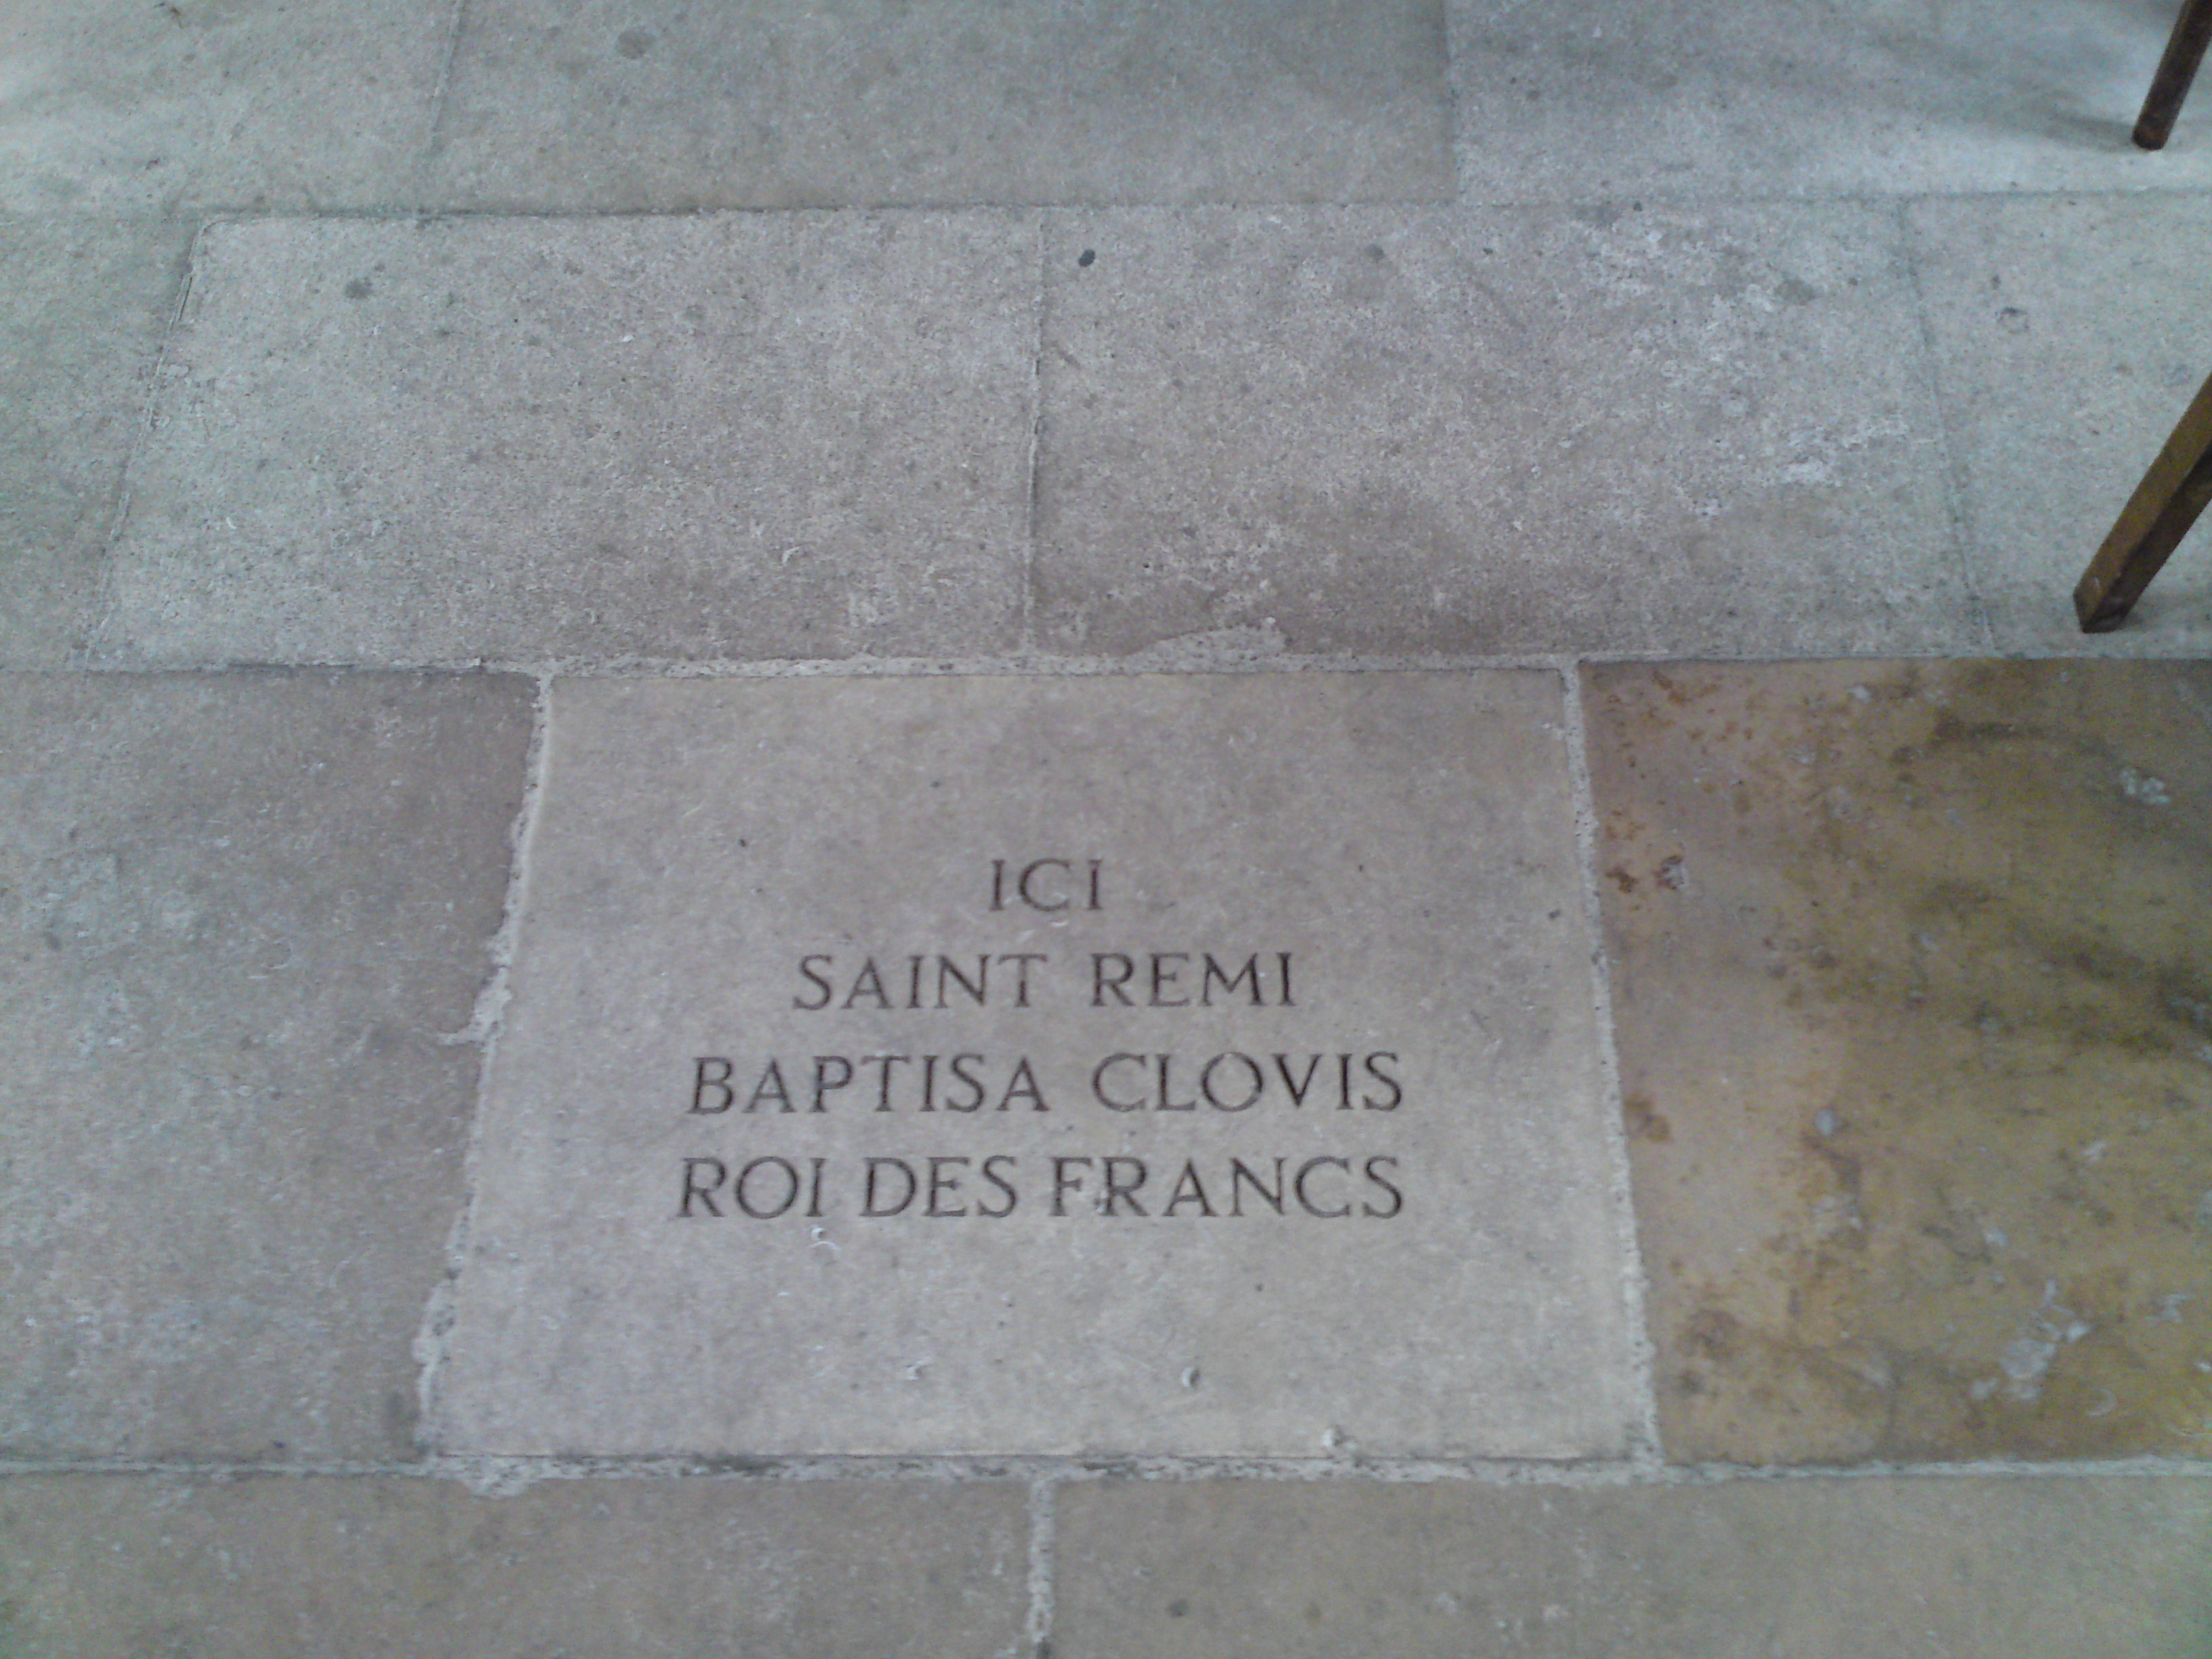 ICI
SAINT REMI
BAPTISA CLOVIS
ROI DES FRANCS